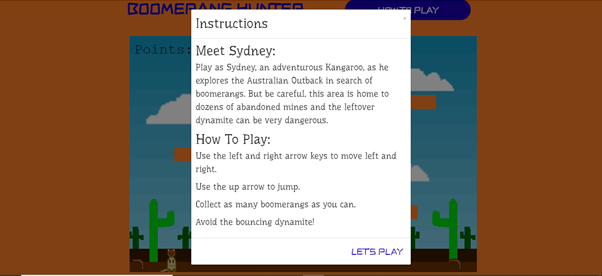 BOOMERANG HUNTER
HOW TO PLAY
Instructions
×
Points:
Meet Sydney:
Play as Sydney, an adventurous Kangaroo, as he
explores the Australian Outback in search of
boomerangs. But be careful, this area is home to
dozens of abandoned mines and the leftover
dynamite can be very dangerous.
How To Play:
Use the left and right arrow keys to move left and
right.
Use the up arrow to jump.
Collect as many boomerangs as you can.
Avoid the bouncing dynamite!
LETS PLAY